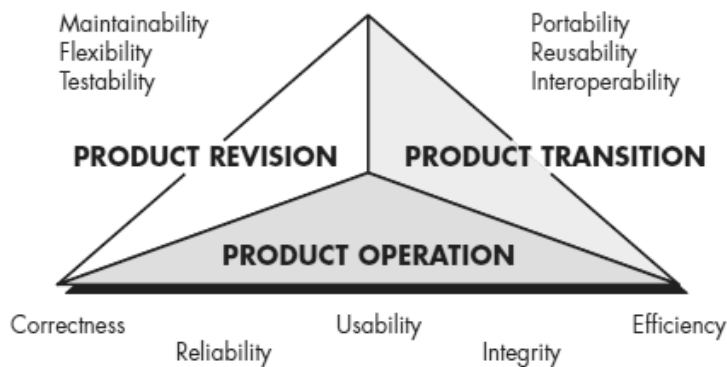 Maintainability
Flexibility
Testability
Portability
Reusability
Interoperability
PRODUCT REVISION
PRODUCT TRANSITION
PRODUCT OPERATION
Correctness
Reliability
Usability
Integrity
Efficiency